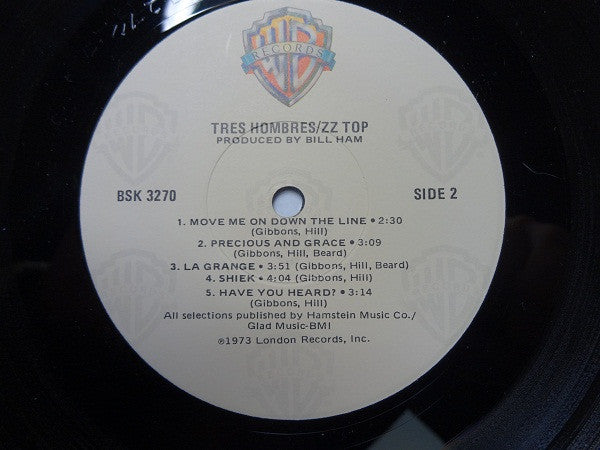 WB
RECORDS
TRES HOMBRES/ZZ TOP
PRODUCED BY BILL HAM
BSK 3270
SIDE 2
1. MOVE ME ON DOWN THE LINE • 2:30
(Gibbons, Hill)
2. PRECIOUS AND GRACE • 3:09
(Gibbons, Hill, Beard)
3. LA GRANGE • 3:51 (Gibbons, Hill, Beard)
4. SHIEK • 4:04 (Gibbons, Hill)
5. HAVE YOU HEARD? • 3:14
(Gibbons, Hill)
All selections published by Hamstein Music Co./
Glad Music-BMI
℗1973 London Records, Inc.